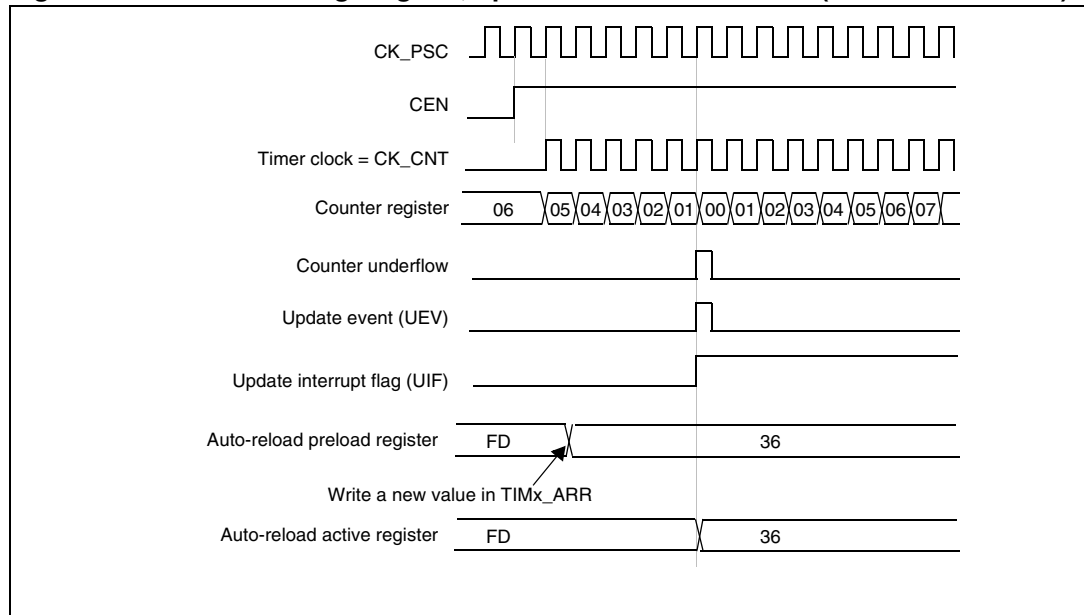 CK_PSC
CEN
Timer clock = CK_CNT
Counter register 06 05 04 03 02 01 00 01 02 03 04 05 06 07
Counter underflow
Update event (UEV)
Update interrupt flag (UIF)
Auto-reload preload register FD 36
Write a new value in TIMx_ARR
Auto-reload active register FD 36